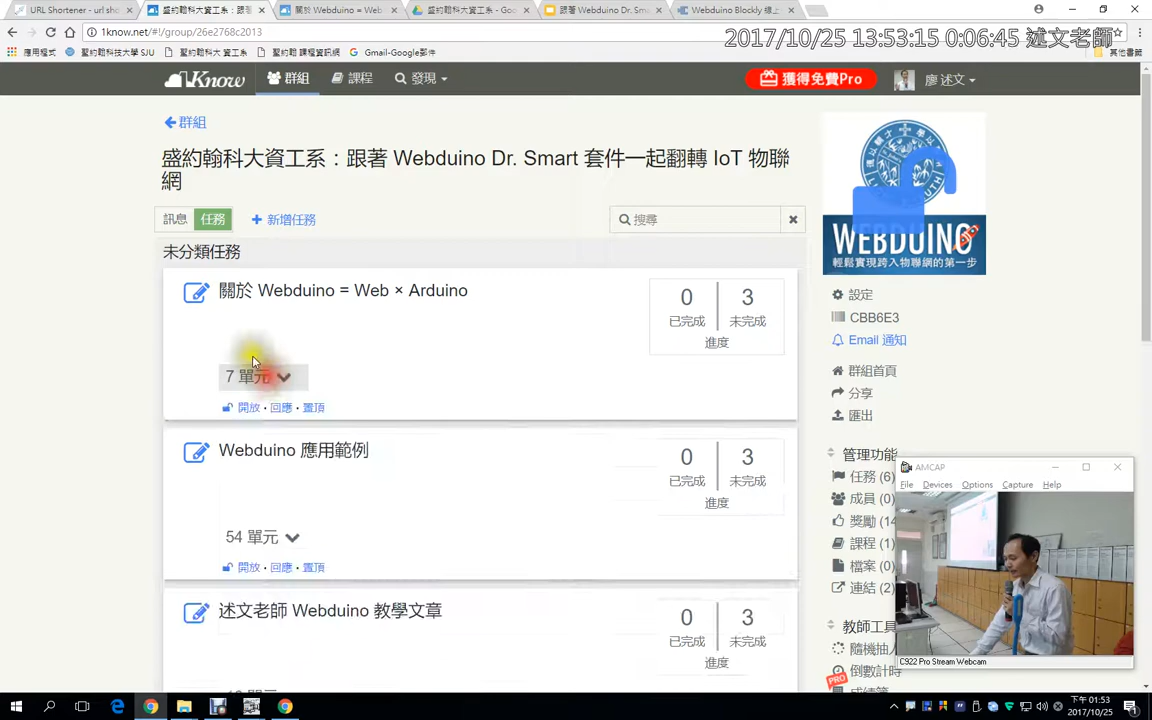 URL Shortener - url sho
盛約翰科大資工系：跟著
關於 Webduino = Web
聖約翰科大資工系 - Goo
跟著 Webduino Dr. Sma
Webduino Blockly 線上
1know.net/#!/group/26e2768c2013
2017/10/25 13:53:15 0:06:45 述文老師
應用程式
聖約翰科技大學 SJU
聖約翰科大 資工系
聖約翰 課程資訊網
Gmail-Google郵件
其他書籤
1Know
群組
課程
發現
獲得免費Pro
廖 述文
群組
盛約翰科大資工系：跟著 Webduino Dr. Smart 套件一起翻轉 IoT 物聯
網
訊息
任務
新增任務
搜尋
未分類任務
關於 Webduino = Web × Arduino
0
3
已完成
未完成
進度
7 單元
開放 · 回應 · 置頂
Webduino 應用範例
0
3
已完成
未完成
進度
54 單元
開放 · 回應 · 置頂
述文老師 Webduino 教學文章
0
3
已完成
未完成
進度
WEBDUINO
輕鬆實現跨入物聯網的第一步
設定
CBB6E3
Email 通知
群組首頁
分享
匯出
管理功能
任務 (6)
成員 (0)
獎勵 (14
課程 (1)
檔案 (0)
連結 (2)
教師工具
隨機抽人
倒數計時
PRO
AMCAP
File Devices Options Capture Help
C922 Pro Stream Webcam
下午 01:53
2017/10/25